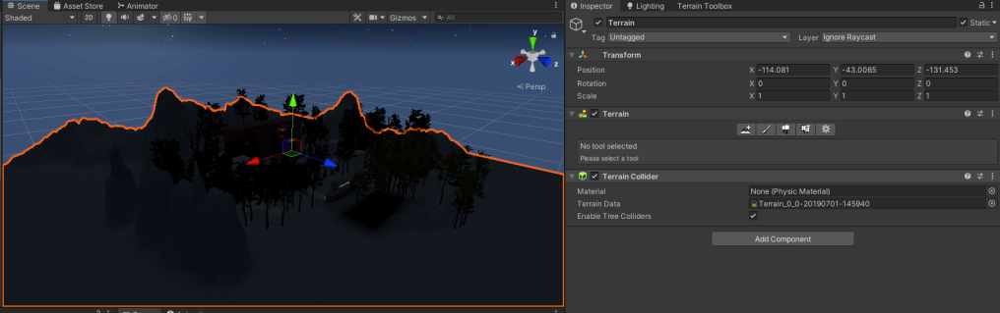 Scene Asset Store Animator
Shaded 2D 0 Gizmos All
y
x z
Persp
Inspector Lighting Terrain Toolbox
Terrain Static
Tag Untagged Layer Ignore Raycast
Transform
Position X -114.081 Y -43.0065 Z -131.453
Rotation X 0 Y 0 Z 0
Scale X 1 Y 1 Z 1
Terrain
No tool selected
Please select a tool
Terrain Collider
Material None (Physic Material)
Terrain Data Terrain_0_0-20190701-145940
Enable Tree Colliders
Add Component